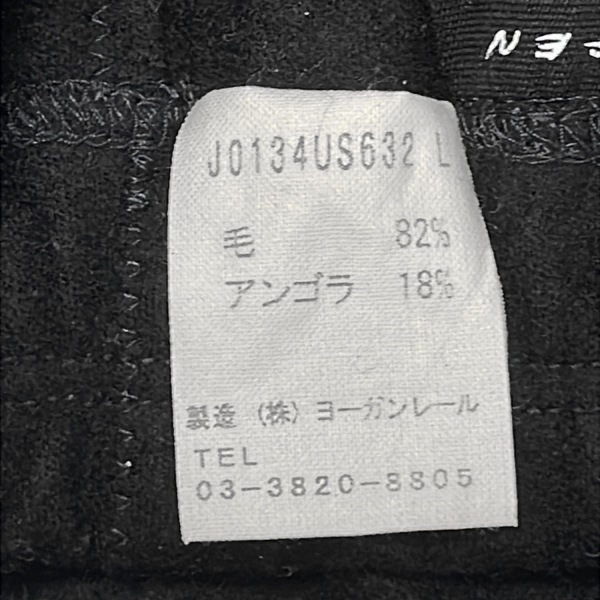 J0134US632 L
毛 82%
アンゴラ 18%
製造 (株) ヨーガンレール
TEL
03-3820-8805